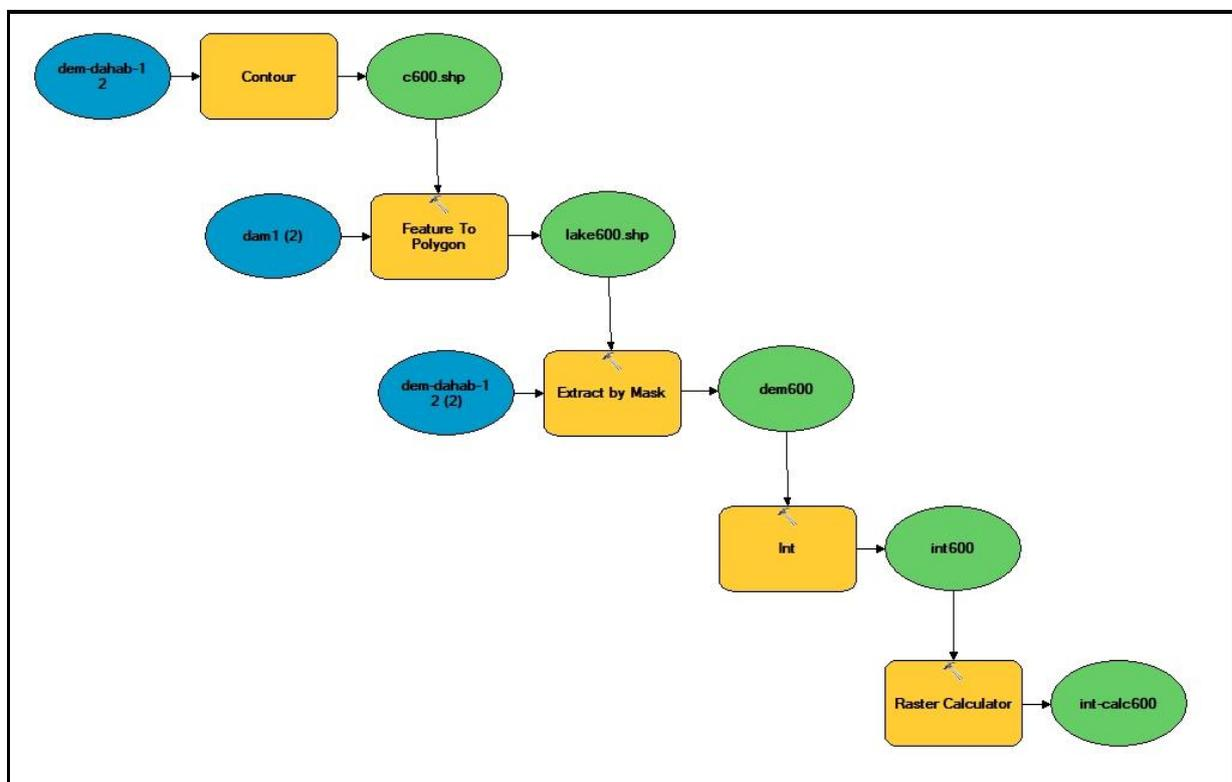 dem-dahab-1
2
Contour
c600.shp
dam1 (2)
Feature To
Polygon
lake600.shp
dem-dahab-1
2 (2)
Extract by Mask
dem600
Int
int600
Raster Calculator
int-calc600